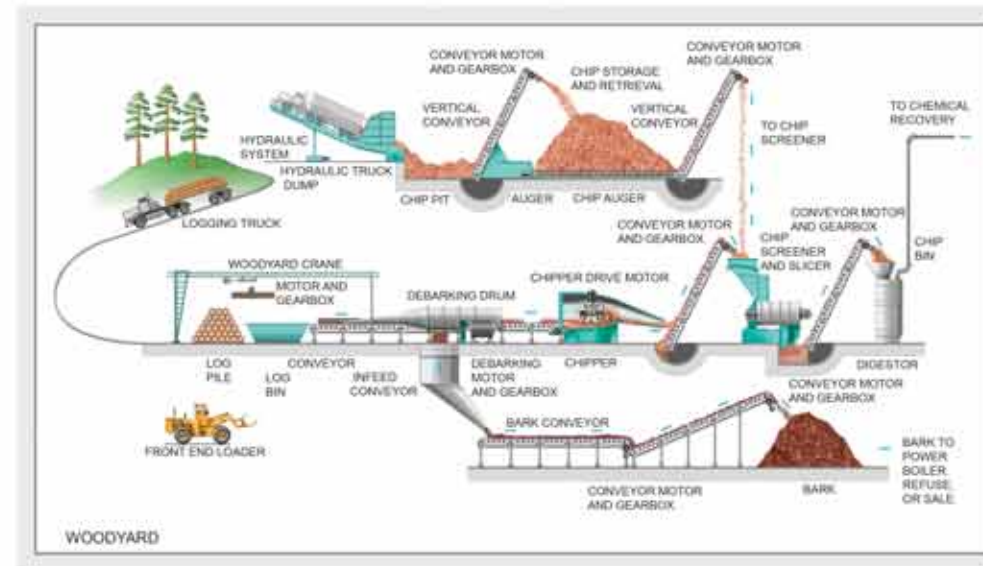 CONVEYOR MOTOR
AND GEARBOX
CHIP STORAGE
AND RETRIEVAL
CONVEYOR MOTOR
AND GEARBOX
TO CHEMICAL
RECOVERY
VERTICAL
CONVEYOR
VERTICAL
CONVEYOR
TO CHIP
SCREENER
HYDRAULIC
SYSTEM
HYDRAULIC TRUCK
DUMP
CHIP PIT
AUGER
CHIP AUGER
LOGGING TRUCK
CONVEYOR MOTOR
AND GEARBOX
CHIP
SCREENER
AND SLICER
CONVEYOR MOTOR
AND GEARBOX
CHIP
BIN
WOODYARD CRANE
MOTOR AND
GEARBOX
DEBARKING DRUM
CHIPPER DRIVE MOTOR
LOG
PILE
LOG
BIN
CONVEYOR
INFEED
CONVEYOR
DEBARKING
MOTOR
AND GEARBOX
CHIPPER
DIGESTOR
CONVEYOR MOTOR
AND GEARBOX
FRONT END LOADER
BARK CONVEYOR
CONVEYOR MOTOR
AND GEARBOX
BARK
BARK TO
POWER
BOILER
REFUSE,
OR SALE
WOODYARD